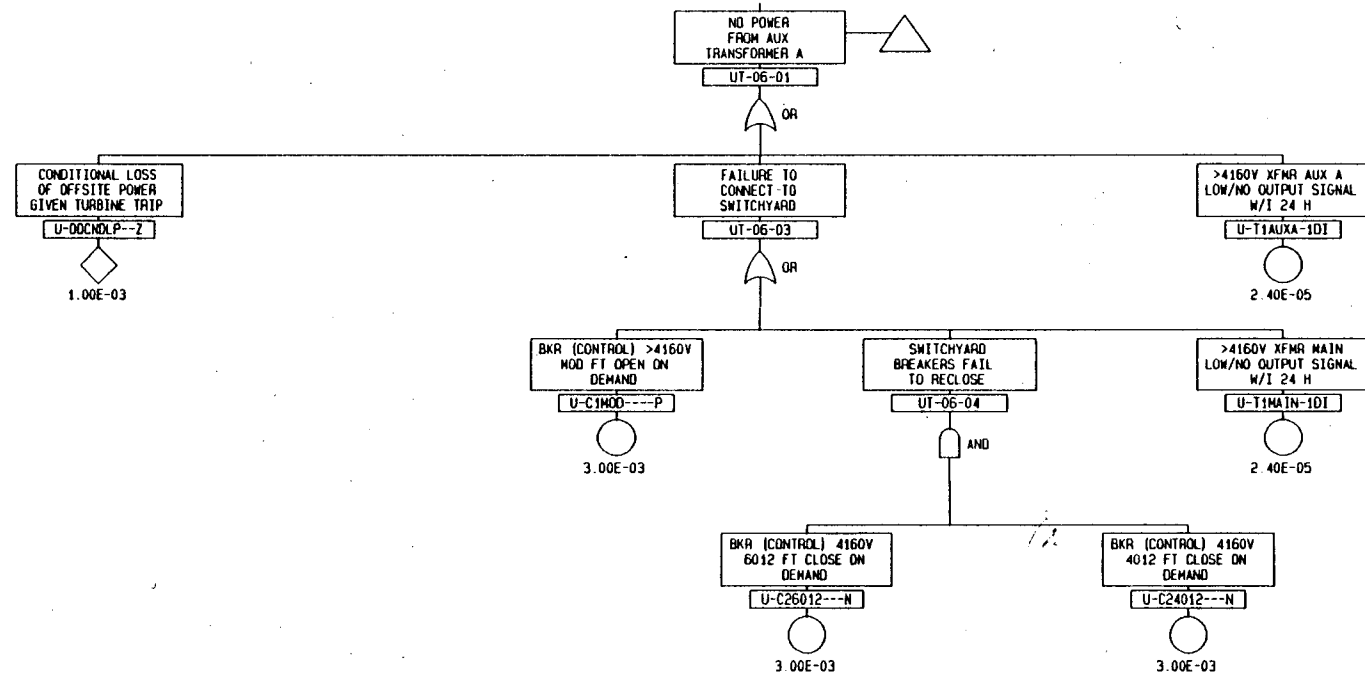 NO POWER
FROM AUX
TRANSFORMER A
UT-06-01
OR
CONDITIONAL LOSS
OF OFFSITE POWER
GIVEN TURBINE TRIP
U-OOCNDLP--Z
1.00E-03
FAILURE TO
CONNECT TO
SWITCHYARD
UT-06-03
OR
>4160V XFMR AUX A
LOW/NO OUTPUT SIGNAL
W/I 24 H
U-T1AUXA-1DI
2.40E-05
BKR (CONTROL) >4160V
MOD FT OPEN ON
DEMAND
U-C1MOD----P
3.00E-03
SWITCHYARD
BREAKERS FAIL
TO RECLOSE
UT-06-04
AND
>4160V XFMR MAIN
LOW/NO OUTPUT SIGNAL
W/I 24 H
U-T1MAIN-1DI
2.40E-05
BKR (CONTROL) 4160V
6012 FT CLOSE ON
DEMAND
U-C26012---N
3.00E-03
BKR (CONTROL) 4160V
4012 FT CLOSE ON
DEMAND
U-C24012---N
3.00E-03